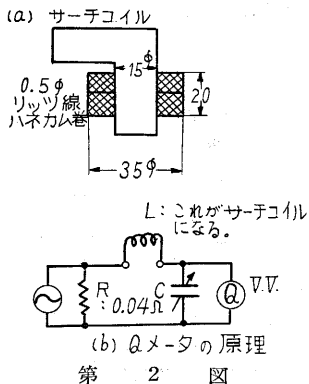 (a) サーチコイル
15φ
0.5φ
リッツ線
ハネカム巻
20
35φ
L:これがサーチコイル
になる。
R
:0.04Ω
C
Q
V.V.
(b) Qメータの原理
第 2 図